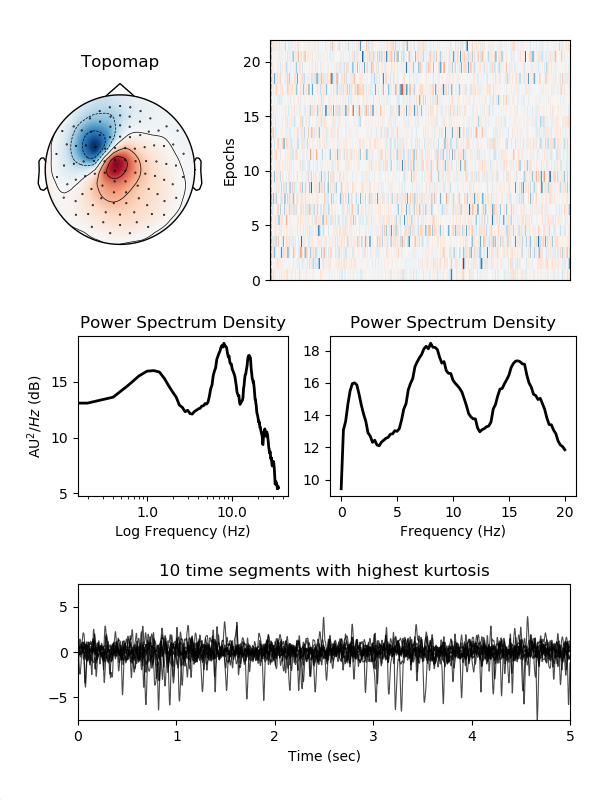 Topomap
Epochs
20
15
10
5
0
Power Spectrum Density
AU²/Hz (dB)
15
10
5
1.0 10.0
Log Frequency (Hz)
Power Spectrum Density
18
16
14
12
10
0 5 10 15 20
Frequency (Hz)
10 time segments with highest kurtosis
5
0
−5
0 1 2 3 4 5
Time (sec)